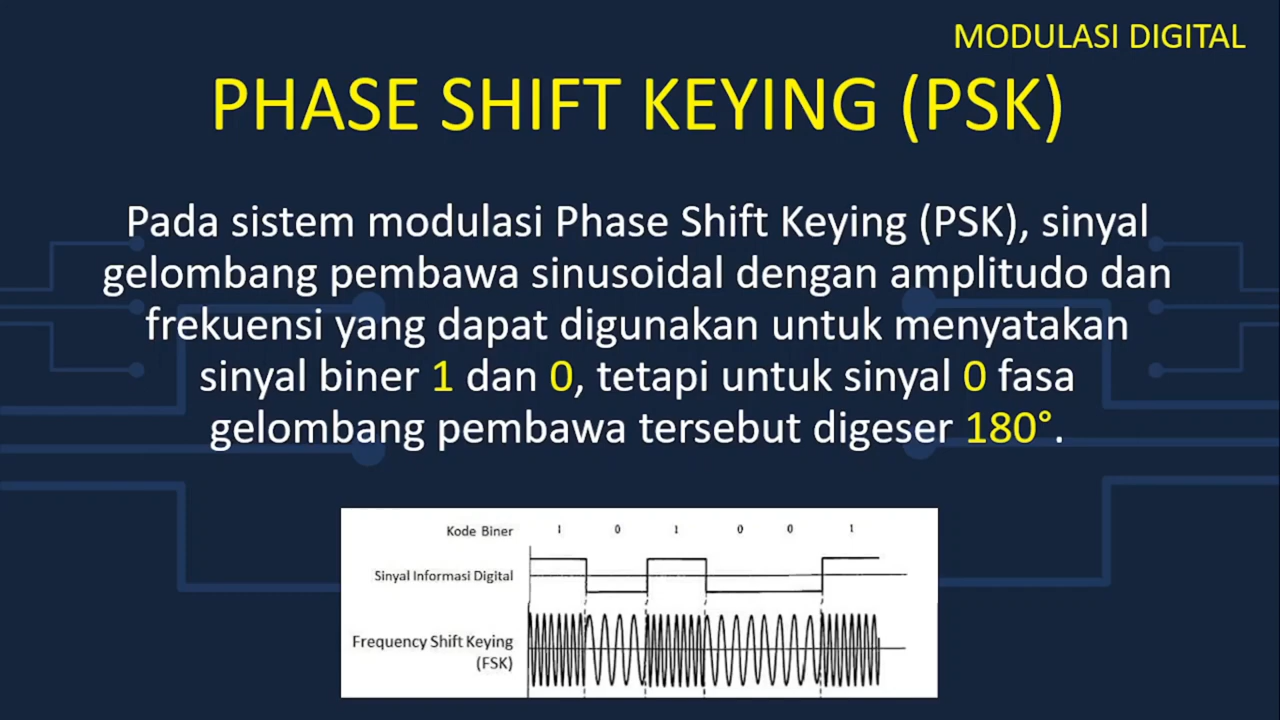 MODULASI DIGITAL
PHASE SHIFT KEYING (PSK)
Pada sistem modulasi Phase Shift Keying (PSK), sinyal
gelombang pembawa sinusoidal dengan amplitudo dan
frekuensi yang dapat digunakan untuk menyatakan
sinyal biner 1 dan 0, tetapi untuk sinyal 0 fasa
gelombang pembawa tersebut digeser 180°.
Kode Biner 1 0 1 0 0 1
Sinyal Informasi Digital
Frequency Shift Keying
(FSK)